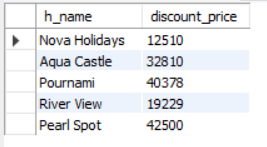 h_name discount_price
Nova Holidays 12510
Aqua Castle 32810
Pournami 40378
River View 19229
Pearl Spot 42500